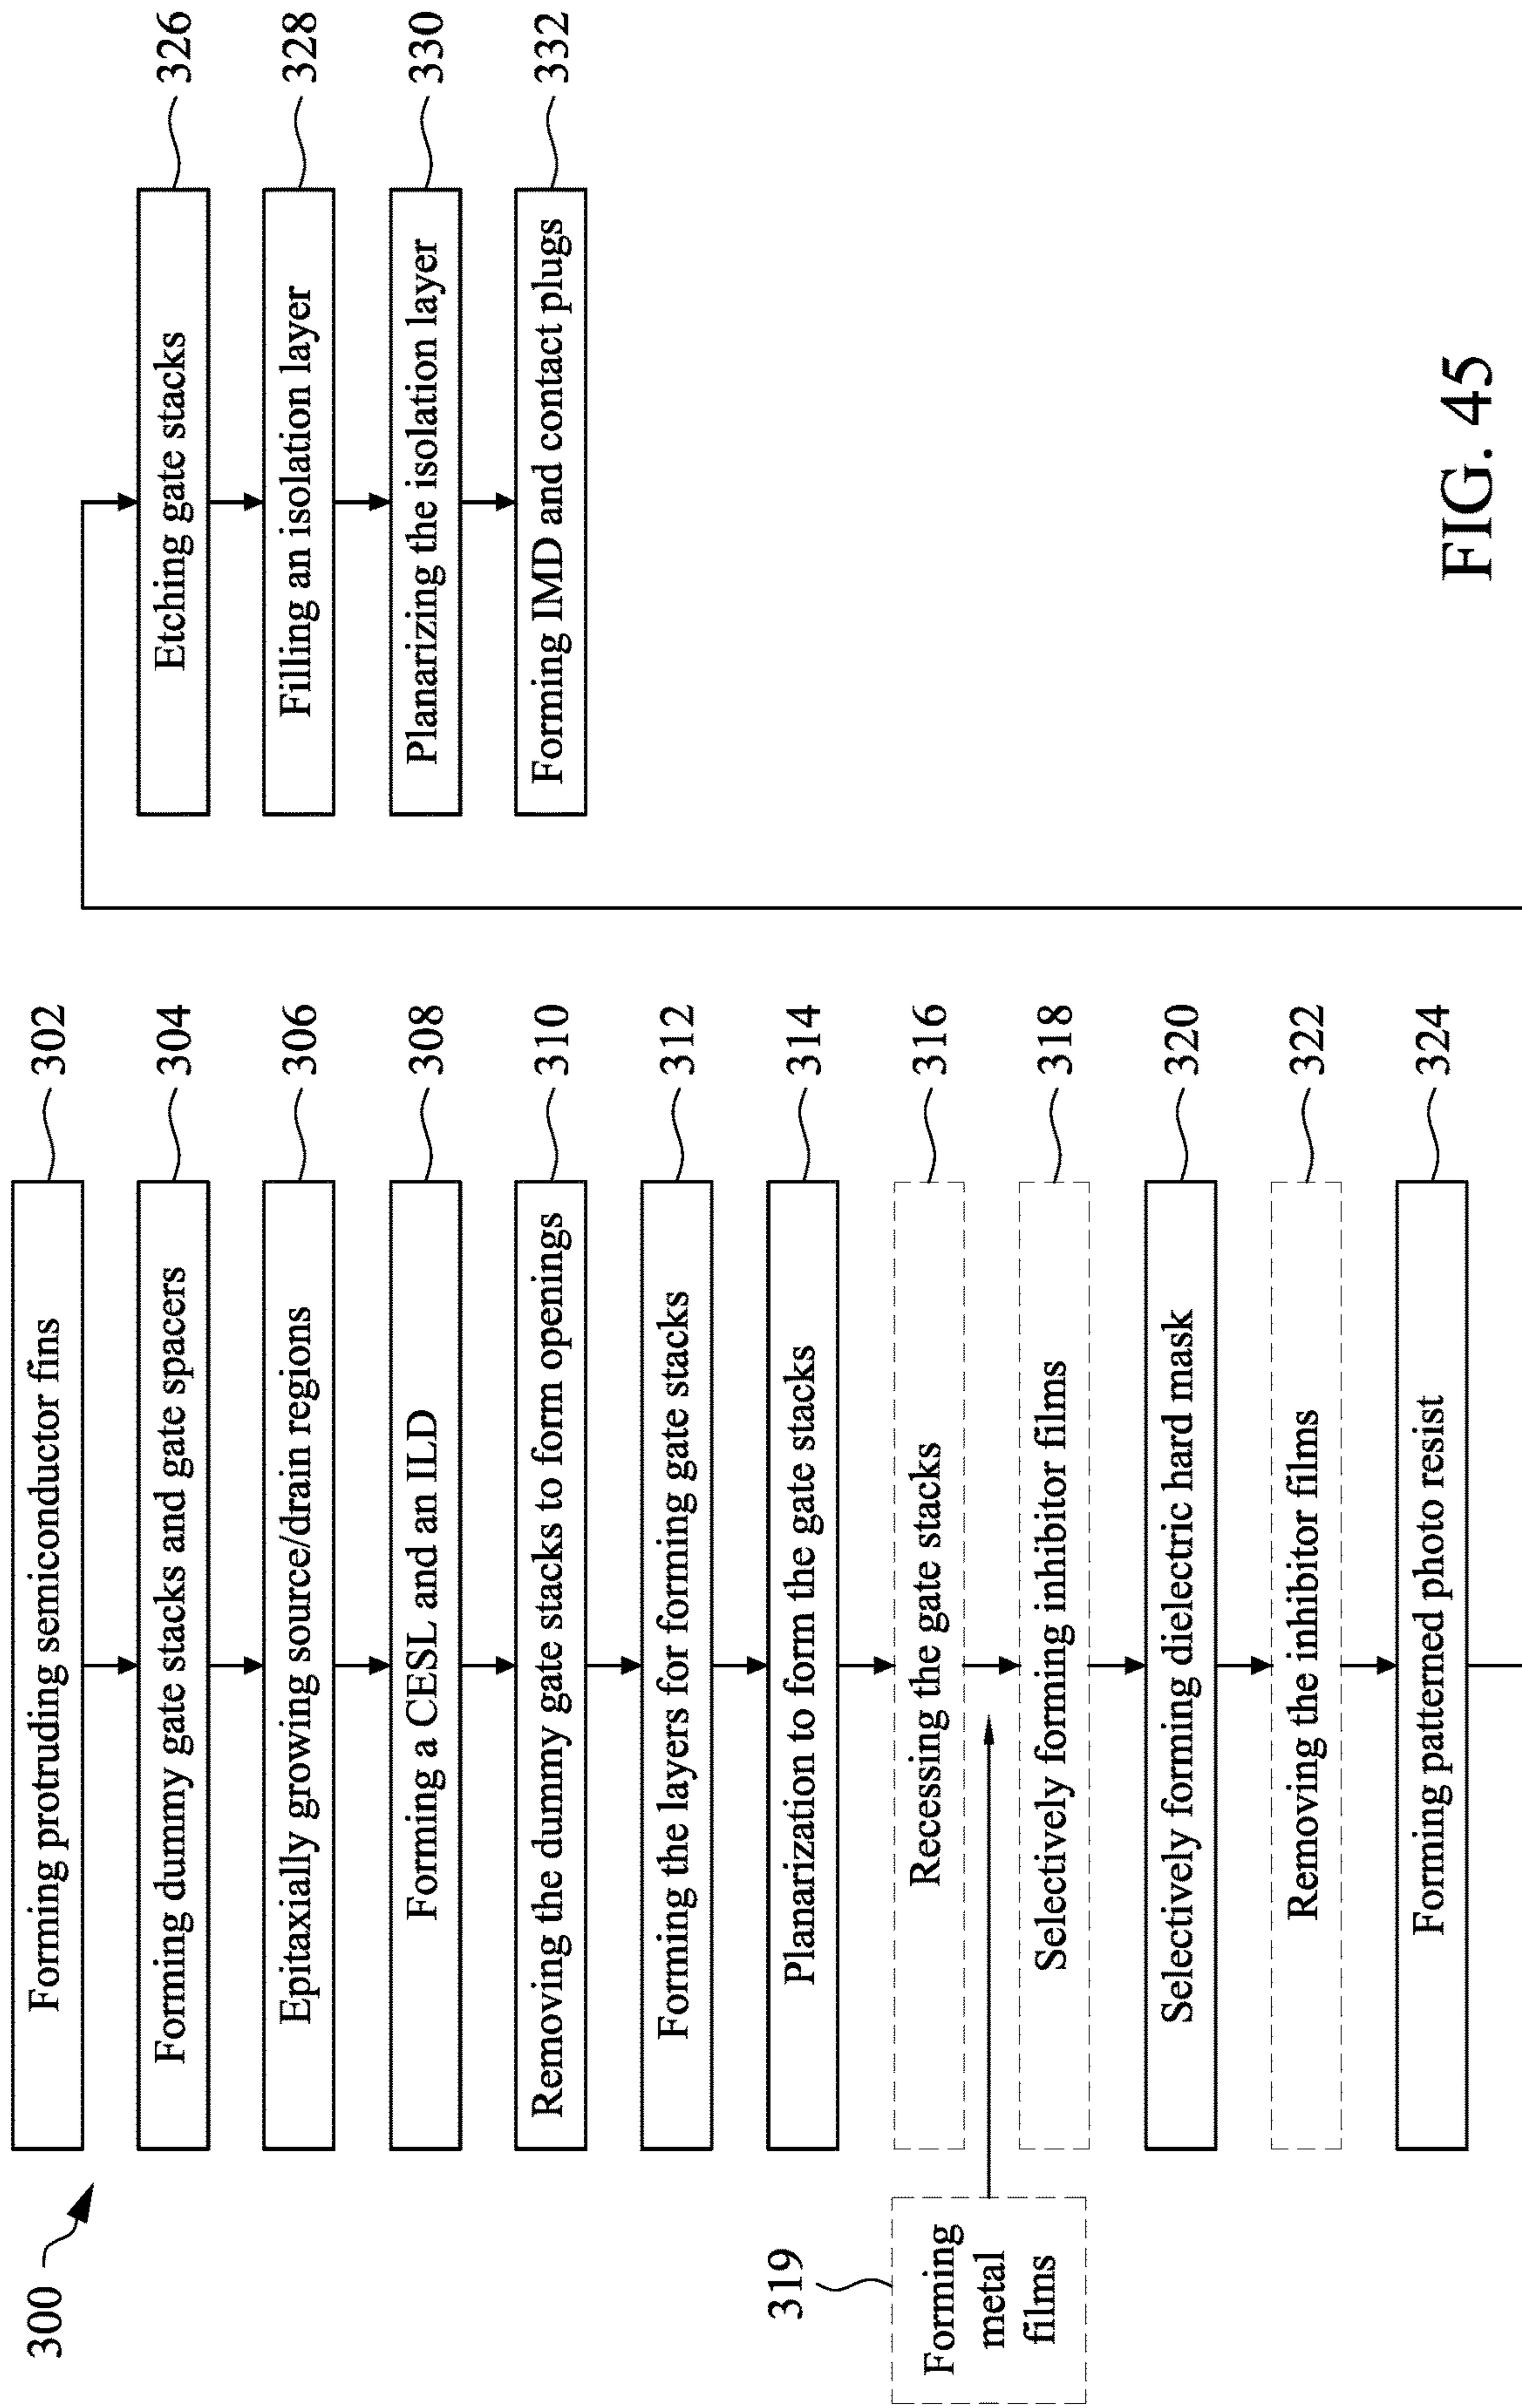 300
Forming protruding semiconductor fins
302
Forming dummy gate stacks and gate spacers
304
Epitaxially growing source/drain regions
306
Forming a CESL and an ILD
308
Removing the dummy gate stacks to form openings
310
Forming the layers for forming gate stacks
312
Planarization to form the gate stacks
314
Recessing the gate stacks
316
319
Forming
metal
films
Selectively forming inhibitor films
318
Selectively forming dielectric hard mask
320
Removing the inhibitor films
322
Forming patterned photo resist
324
Etching gate stacks
326
Filling an isolation layer
328
Planarizing the isolation layer
330
Forming IMD and contact plugs
332
FIG. 45